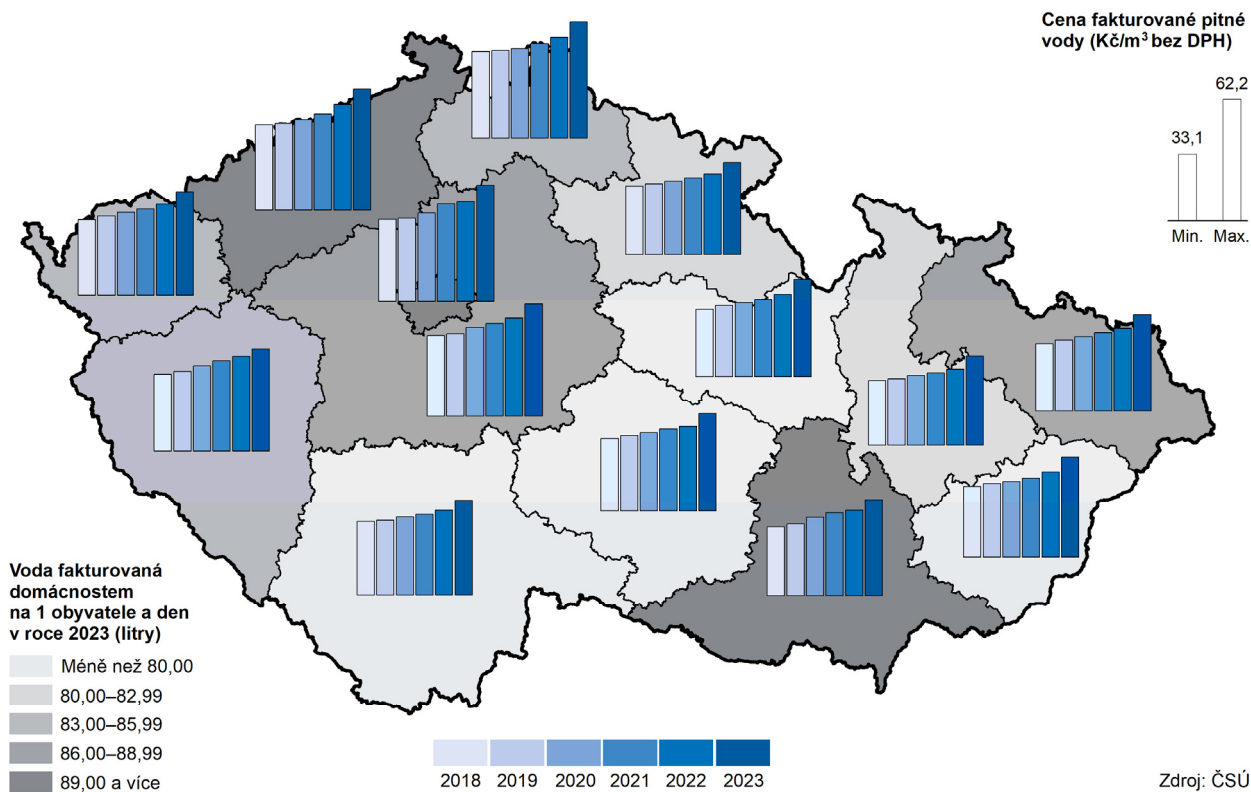 Cena fakturované pitné
vody (Kč/m³ bez DPH)
62,2
33,1
Min. Max.
Voda fakturovaná
domácnostem
na 1 obyvatele a den
v roce 2023 (litry)
Méně než 80,00
80,00–82,99
83,00–85,99
86,00–88,99
89,00 a více
2018 2019 2020 2021 2022 2023
Zdroj: ČSÚ